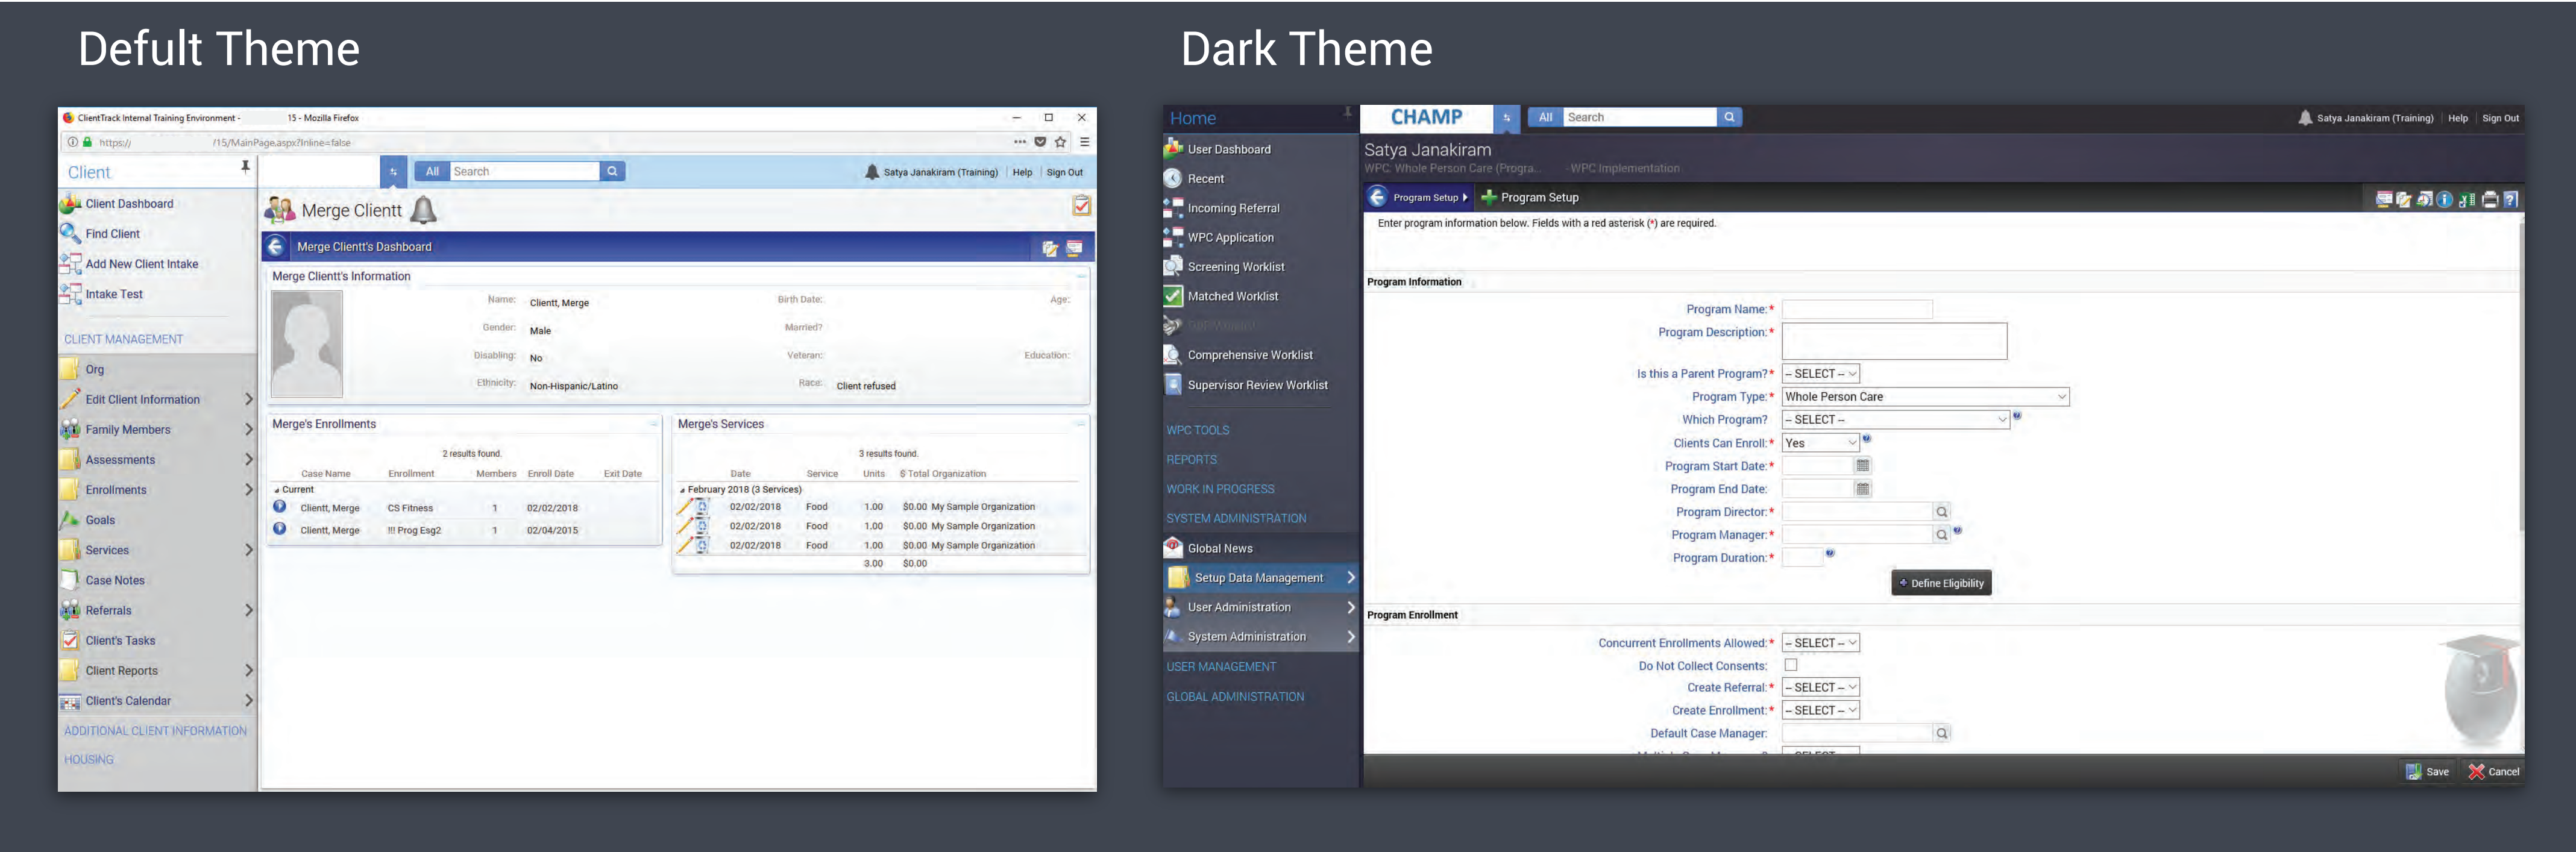 Defult Theme
ClientTrack Internal Training Environment - 15 - Mozilla Firefox
https:// /15/MainPage.aspx?Inline=false
Client
All Search
Satya Janakiram (Training) Help Sign Out
Client Dashboard
Find Client
Add New Client Intake
Intake Test
CLIENT MANAGEMENT
Org
Edit Client Information
Family Members
Assessments
Enrollments
Goals
Services
Case Notes
Referrals
Client's Tasks
Client Reports
Client's Calendar
ADDITIONAL CLIENT INFORMATION
HOUSING
Merge Clientt
Merge Clientt's Dashboard
Merge Clientt's Information
Name: Clientt, Merge Birth Date: Age:
Gender: Male Married?
Disabling: No Veteran: Education:
Ethnicity: Non-Hispanic/Latino Race: Client refused
Merge's Enrollments
2 results found.
Case Name Enrollment Members Enroll Date Exit Date
Current
Clientt, Merge CS Fitness 1 02/02/2018
Clientt, Merge !!! Prog Esg2 1 02/04/2015
Merge's Services
3 results found.
Date Service Units $ Total Organization
February 2018 (3 Services)
02/02/2018 Food 1.00 $0.00 My Sample Organization
02/02/2018 Food 1.00 $0.00 My Sample Organization
02/02/2018 Food 1.00 $0.00 My Sample Organization
3.00 $0.00
Dark Theme
Home
CHAMP
All Search
Satya Janakiram (Training) Help Sign Out
User Dashboard
Recent
Incoming Referral
WPC Application
Screening Worklist
Matched Worklist
Comprehensive Worklist
Supervisor Review Worklist
WPC TOOLS
REPORTS
WORK IN PROGRESS
SYSTEM ADMINISTRATION
Global News
Setup Data Management
User Administration
System Administration
USER MANAGEMENT
GLOBAL ADMINISTRATION
Satya Janakiram
WPC: Whole Person Care (Progra... - WPC Implementation
Program Setup Program Setup
Enter program information below. Fields with a red asterisk (*) are required.
Program Information
Program Name:*
Program Description:*
Is this a Parent Program?* -- SELECT --
Program Type:* Whole Person Care
Which Program? -- SELECT --
Clients Can Enroll:* Yes
Program Start Date:*
Program End Date:
Program Director:*
Program Manager:*
Program Duration:*
Define Eligibility
Program Enrollment
Concurrent Enrollments Allowed:* -- SELECT --
Do Not Collect Consents:
Create Referral:* -- SELECT --
Create Enrollment:* -- SELECT --
Default Case Manager:
Save Cancel